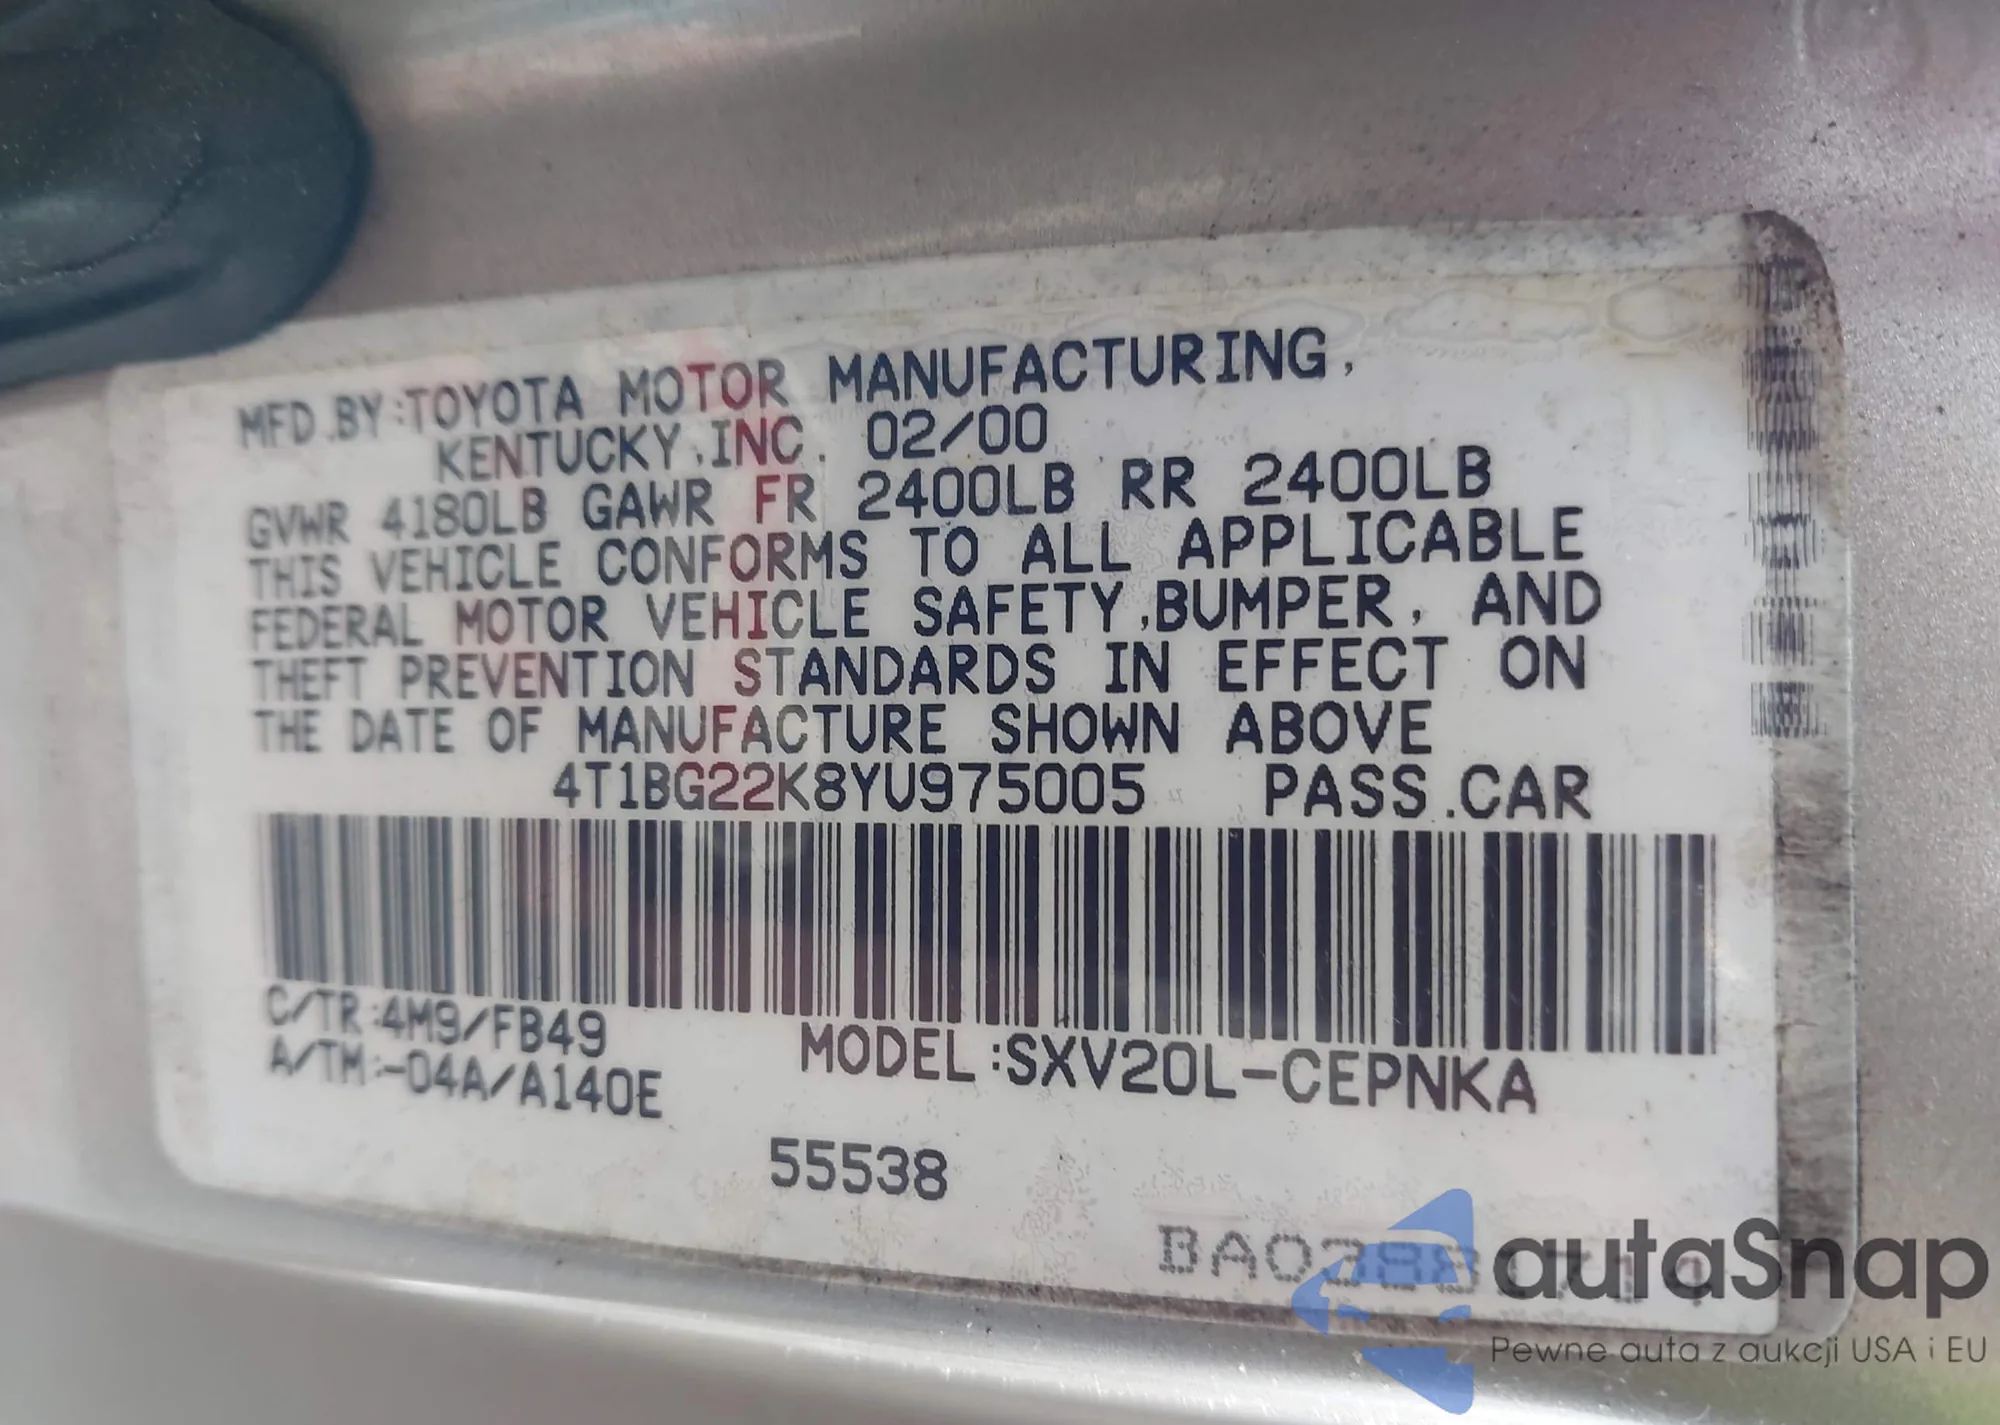 MFD.BY:TOYOTA MOTOR MANUFACTURING,
KENTUCKY,INC. 02/00
GVWR 4180LB GAWR FR 2400LB RR 2400LB
THIS VEHICLE CONFORMS TO ALL APPLICABLE
FEDERAL MOTOR VEHICLE SAFETY,BUMPER, AND
THEFT PREVENTION STANDARDS IN EFFECT ON
THE DATE OF MANUFACTURE SHOWN ABOVE
4T1BG22K8YU975005 PASS.CAR
C/TR:4M9/FB49
A/TM:-04A/A140E
MODEL:SXV20L-CEPNKA
55538
autaSnap
Pewne auta z aukcji USA i EU